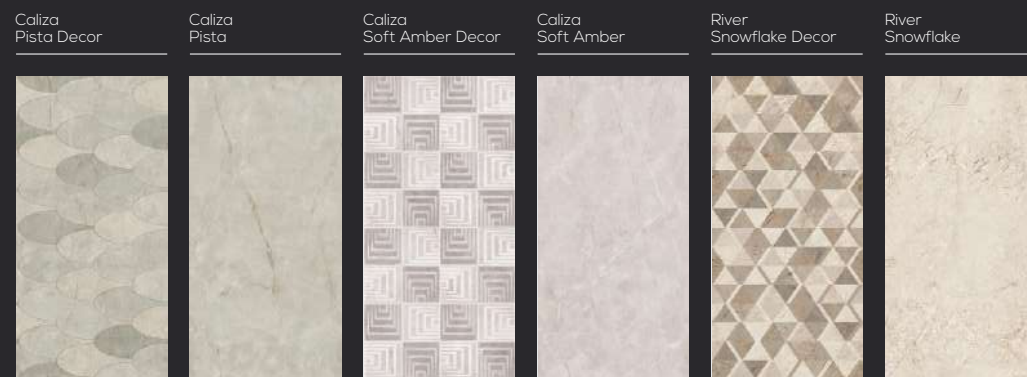 Caliza
Pista Decor
Caliza
Pista
Caliza
Soft Amber Decor
Caliza
Soft Amber
River
Snowflake Decor
River
Snowflake